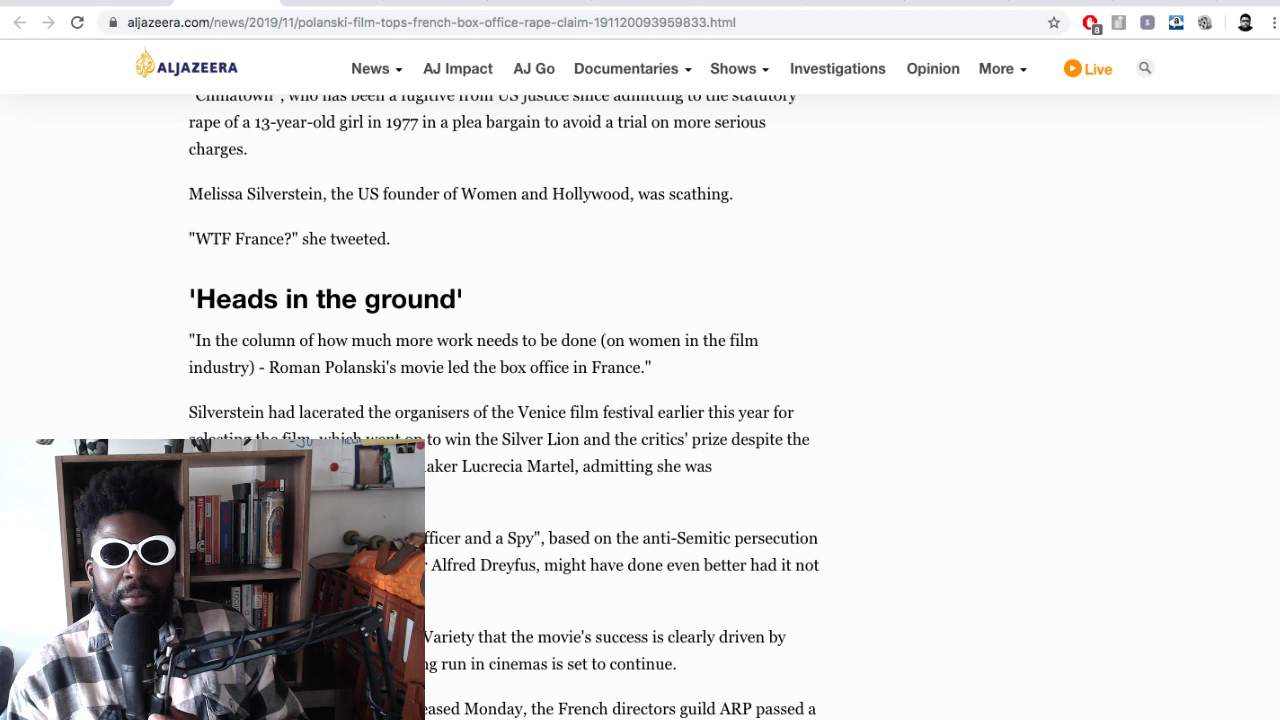 aljazeera.com/news/2019/11/polanski-film-tops-french-box-office-rape-claim-191120093959833.html
8
ALJAZEERA
News AJ Impact AJ Go Documentaries Shows Investigations Opinion More Live
"Chinatown", who has been a fugitive from US justice since admitting to the statutory
rape of a 13-year-old girl in 1977 in a plea bargain to avoid a trial on more serious
charges.
Melissa Silverstein, the US founder of Women and Hollywood, was scathing.
"WTF France?" she tweeted.
'Heads in the ground'
"In the column of how much more work needs to be done (on women in the film
industry) - Roman Polanski's movie led the box office in France."
Silverstein had lacerated the organisers of the Venice film festival earlier this year for
selecting the film, which went on to win the Silver Lion and the critics' prize despite the
aker Lucrecia Martel, admitting she was
fficer and a Spy", based on the anti-Semitic persecution
Alfred Dreyfus, might have done even better had it not
Variety that the movie's success is clearly driven by
ng run in cinemas is set to continue.
eased Monday, the French directors guild ARP passed a